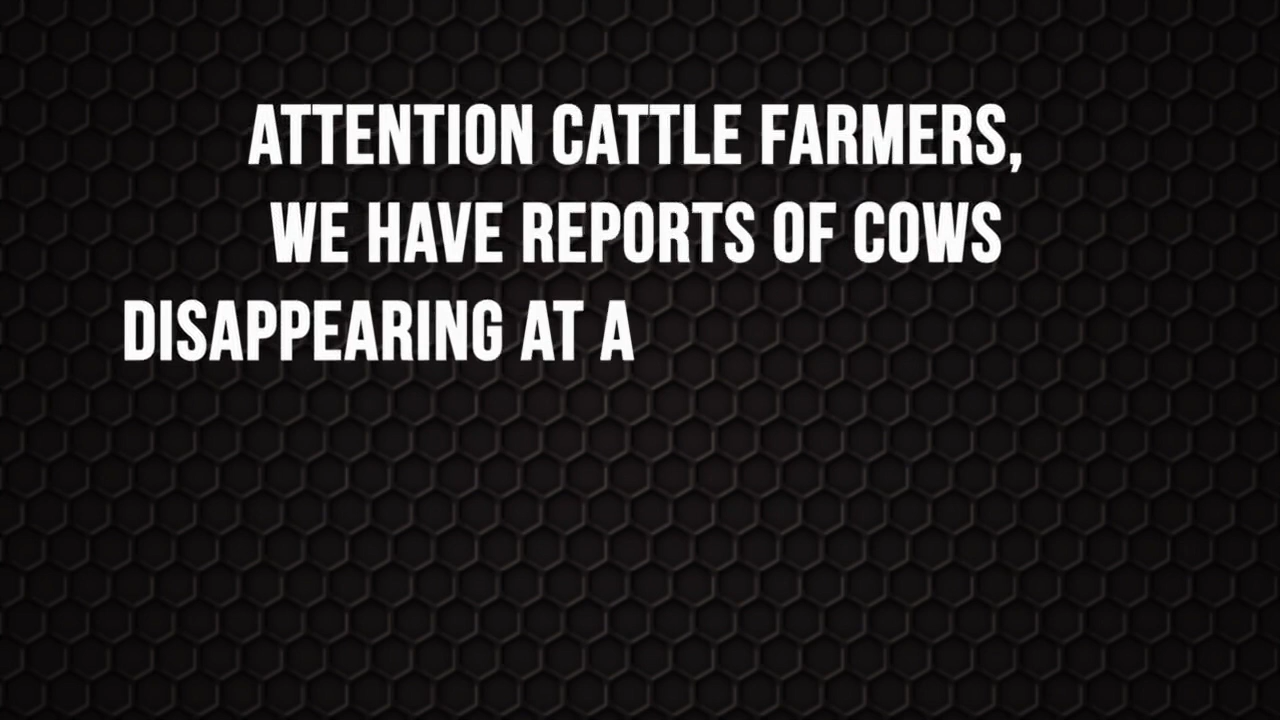 ATTENTION CATTLE FARMERS,
WE HAVE REPORTS OF COWS
DISAPPEARING AT A